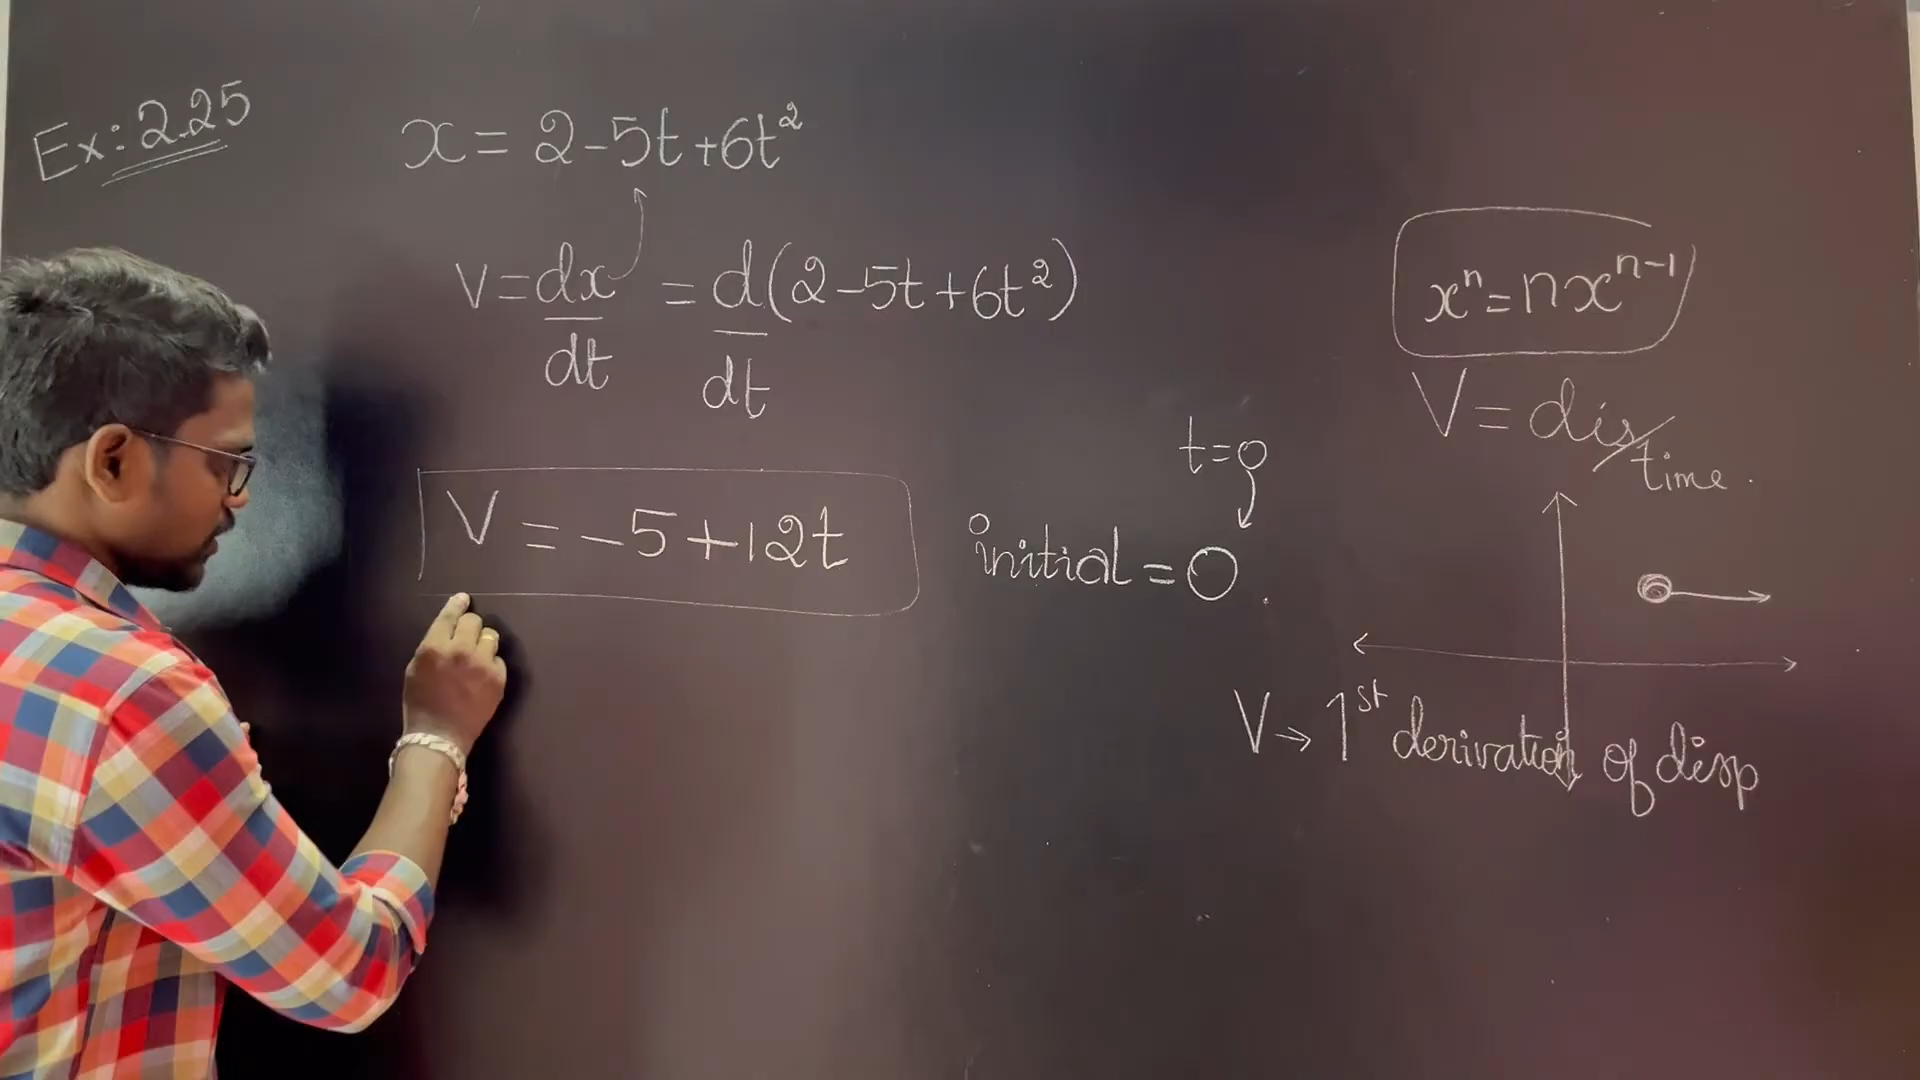 Ex: 2.25
x = 2-5t+6t²
v = dx/dt = d/dt (2-5t+6t²)
V = -5+12t
t=0
initial = 0
xⁿ = nxⁿ⁻¹
V = dis/time.
V → 1st derivation of disp